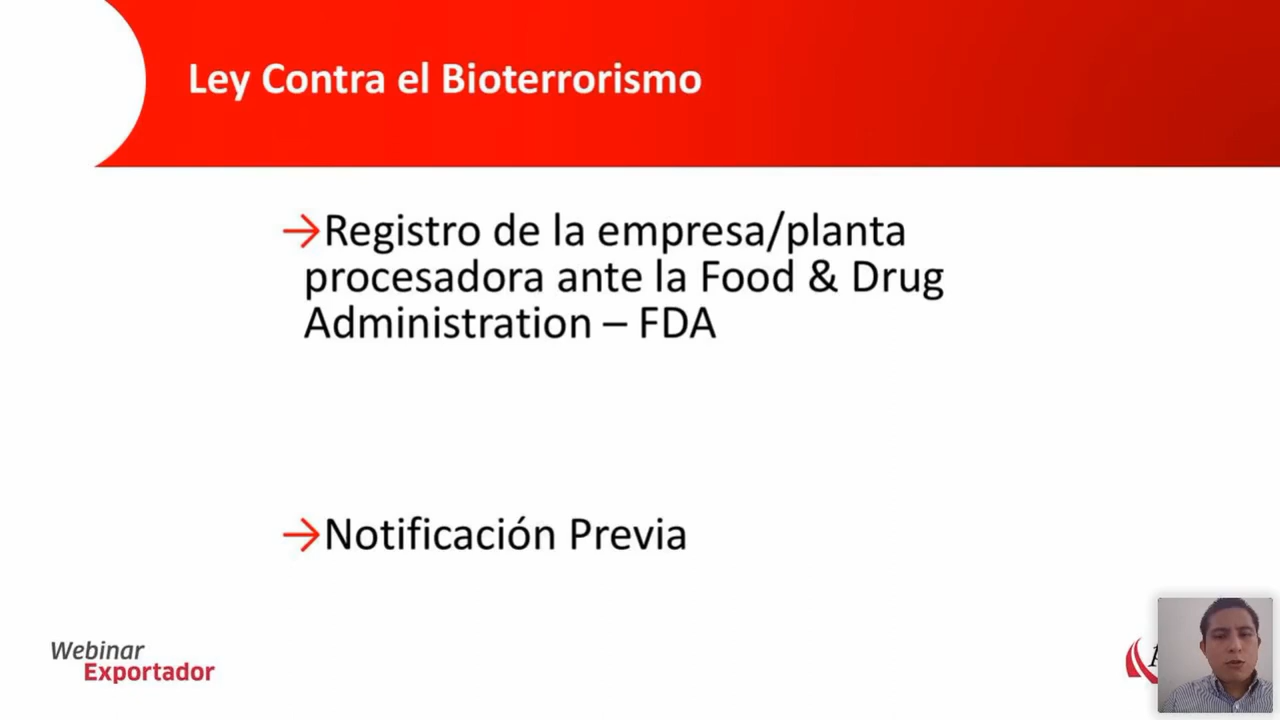 Ley Contra el Bioterrorismo
→Registro de la empresa/planta
procesadora ante la Food & Drug
Administration – FDA
→Notificación Previa
Webinar
Exportador